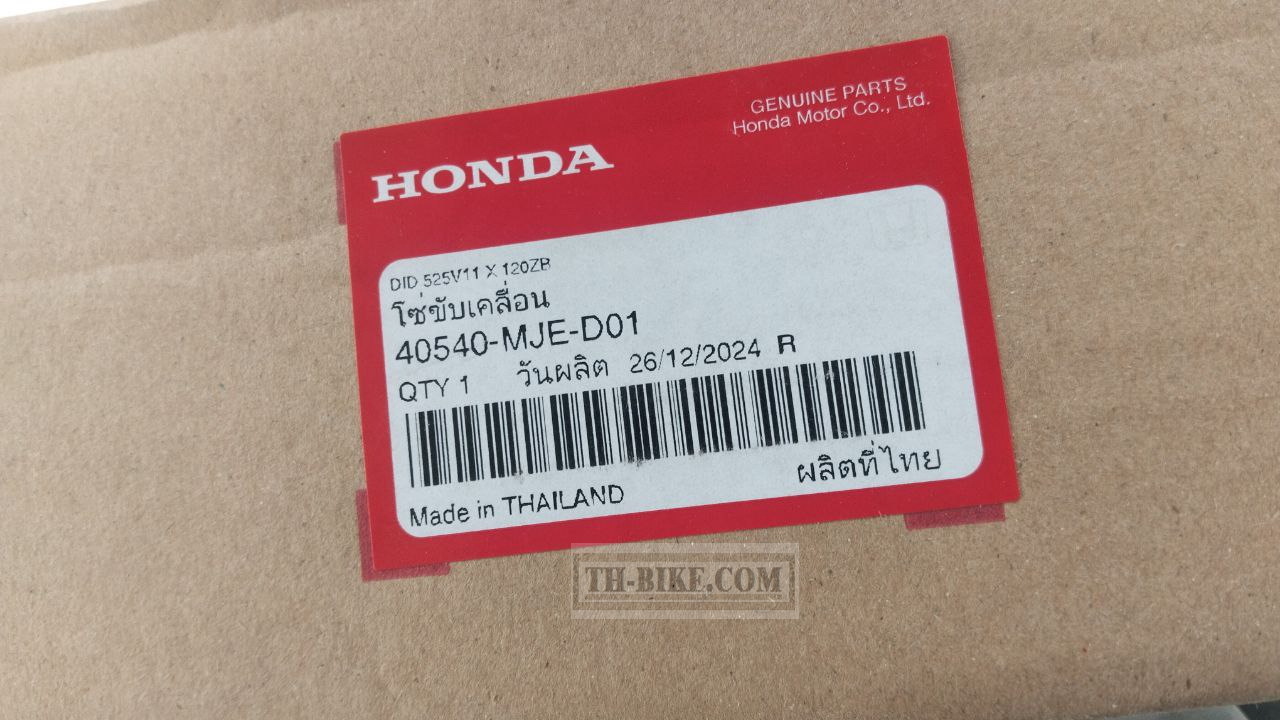 GENUINE PARTS
Honda Motor Co., Ltd.
HONDA
DID 525V11 X 120ZB
โซ่ขับเคลื่อน
40540-MJE-D01
QTY 1 วันผลิต 26/12/2024 R
ผลิตที่ไทย
Made in THAILAND
TH-BIKE.COM